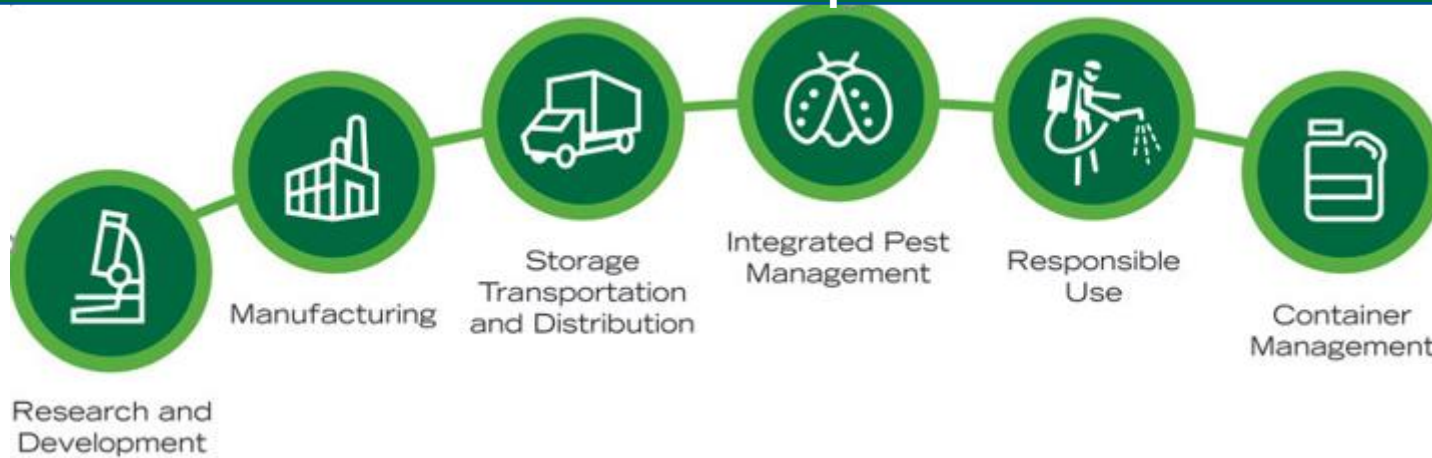 Research and
Development
Manufacturing
Storage
Transportation
and Distribution
Integrated Pest
Management
Responsible
Use
Container
Management